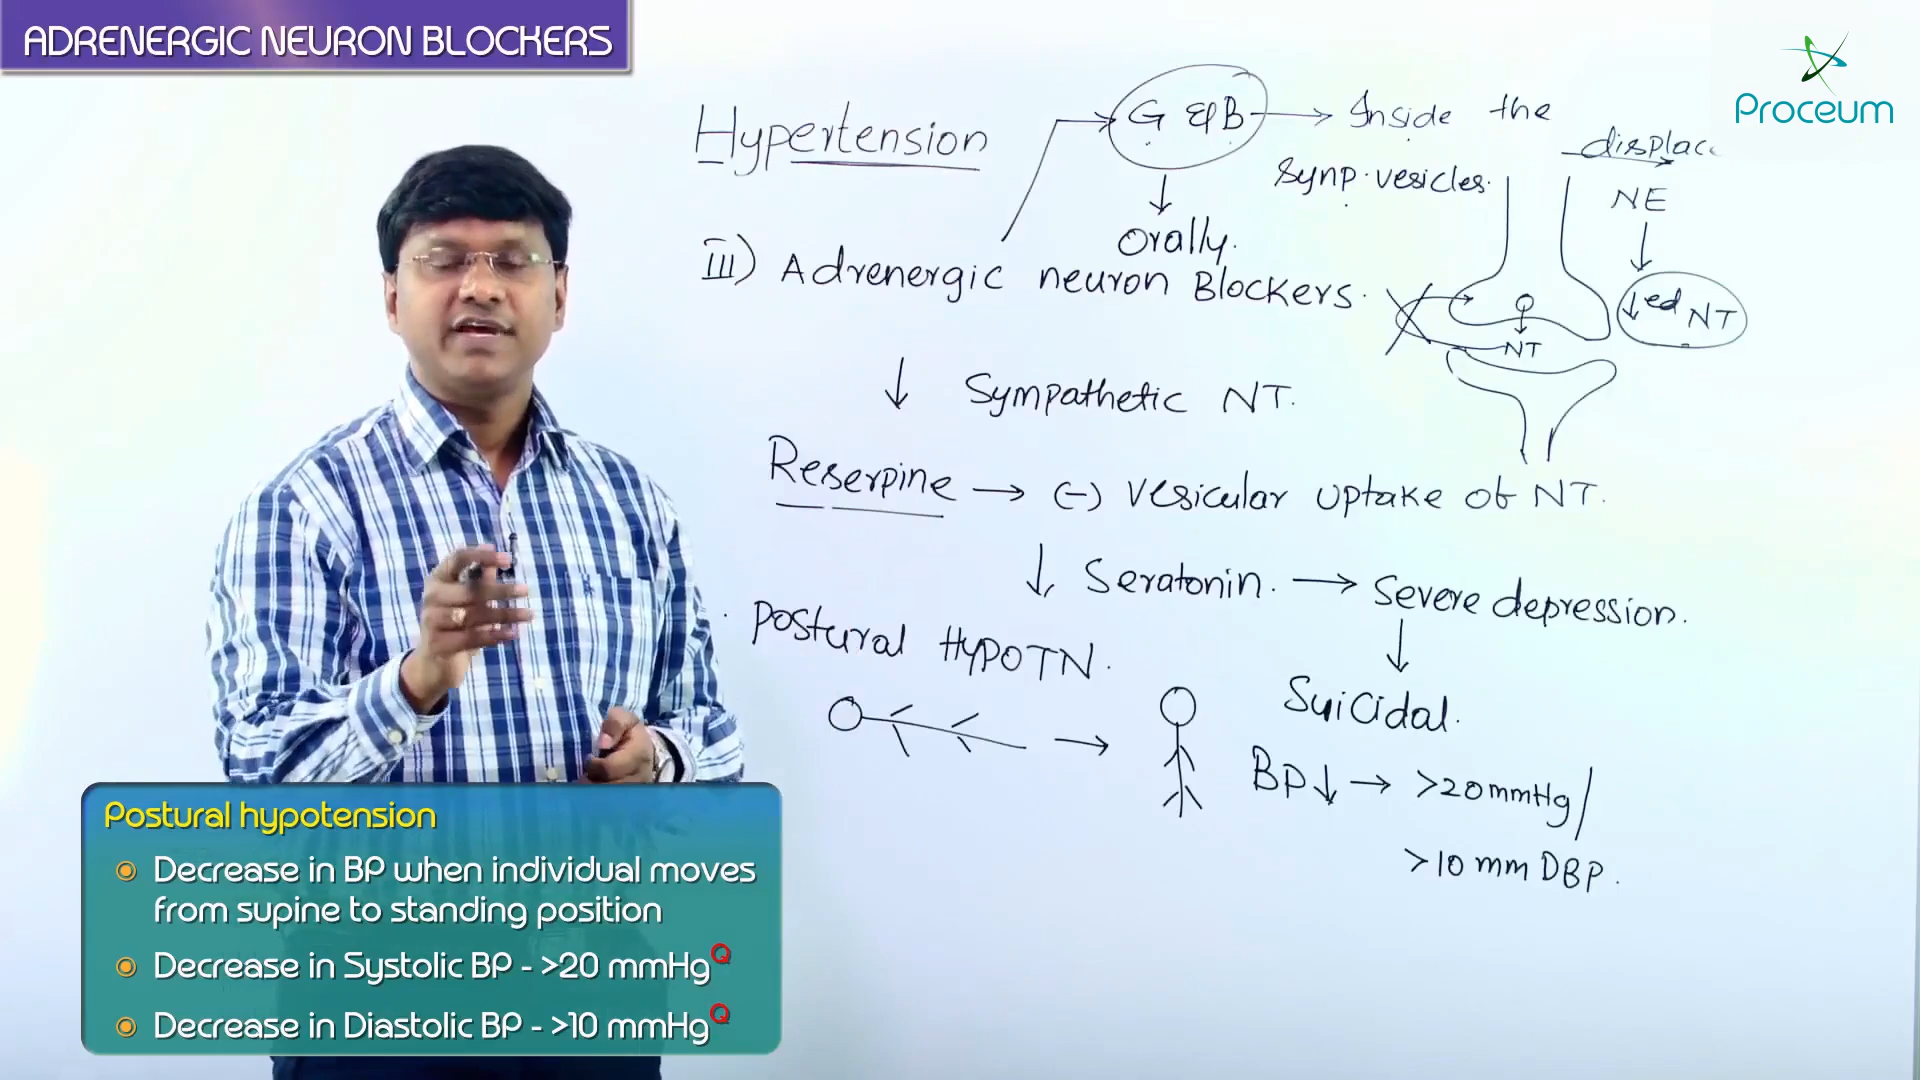 ADRENERGIC NEURON BLOCKERS
Proceum
Hypertension
G &B → Inside the
synp. vesicles.
displac
NE
↓
↓ed NT
↓
Orally.
III) Adrenergic neuron Blockers.
NT
↓ Sympathetic NT.
Reserpine → (-) Vesicular uptake of NT.
↓ Seratonin. → Severe depression.
↓
Suicidal.
Postural HYPOTN.
→
BP↓ → >20mmHg/
>10 mm DBP.
Postural hypotension
Decrease in BP when individual moves
from supine to standing position
Decrease in Systolic BP - >20 mmHg Q
Decrease in Diastolic BP - >10 mmHg Q